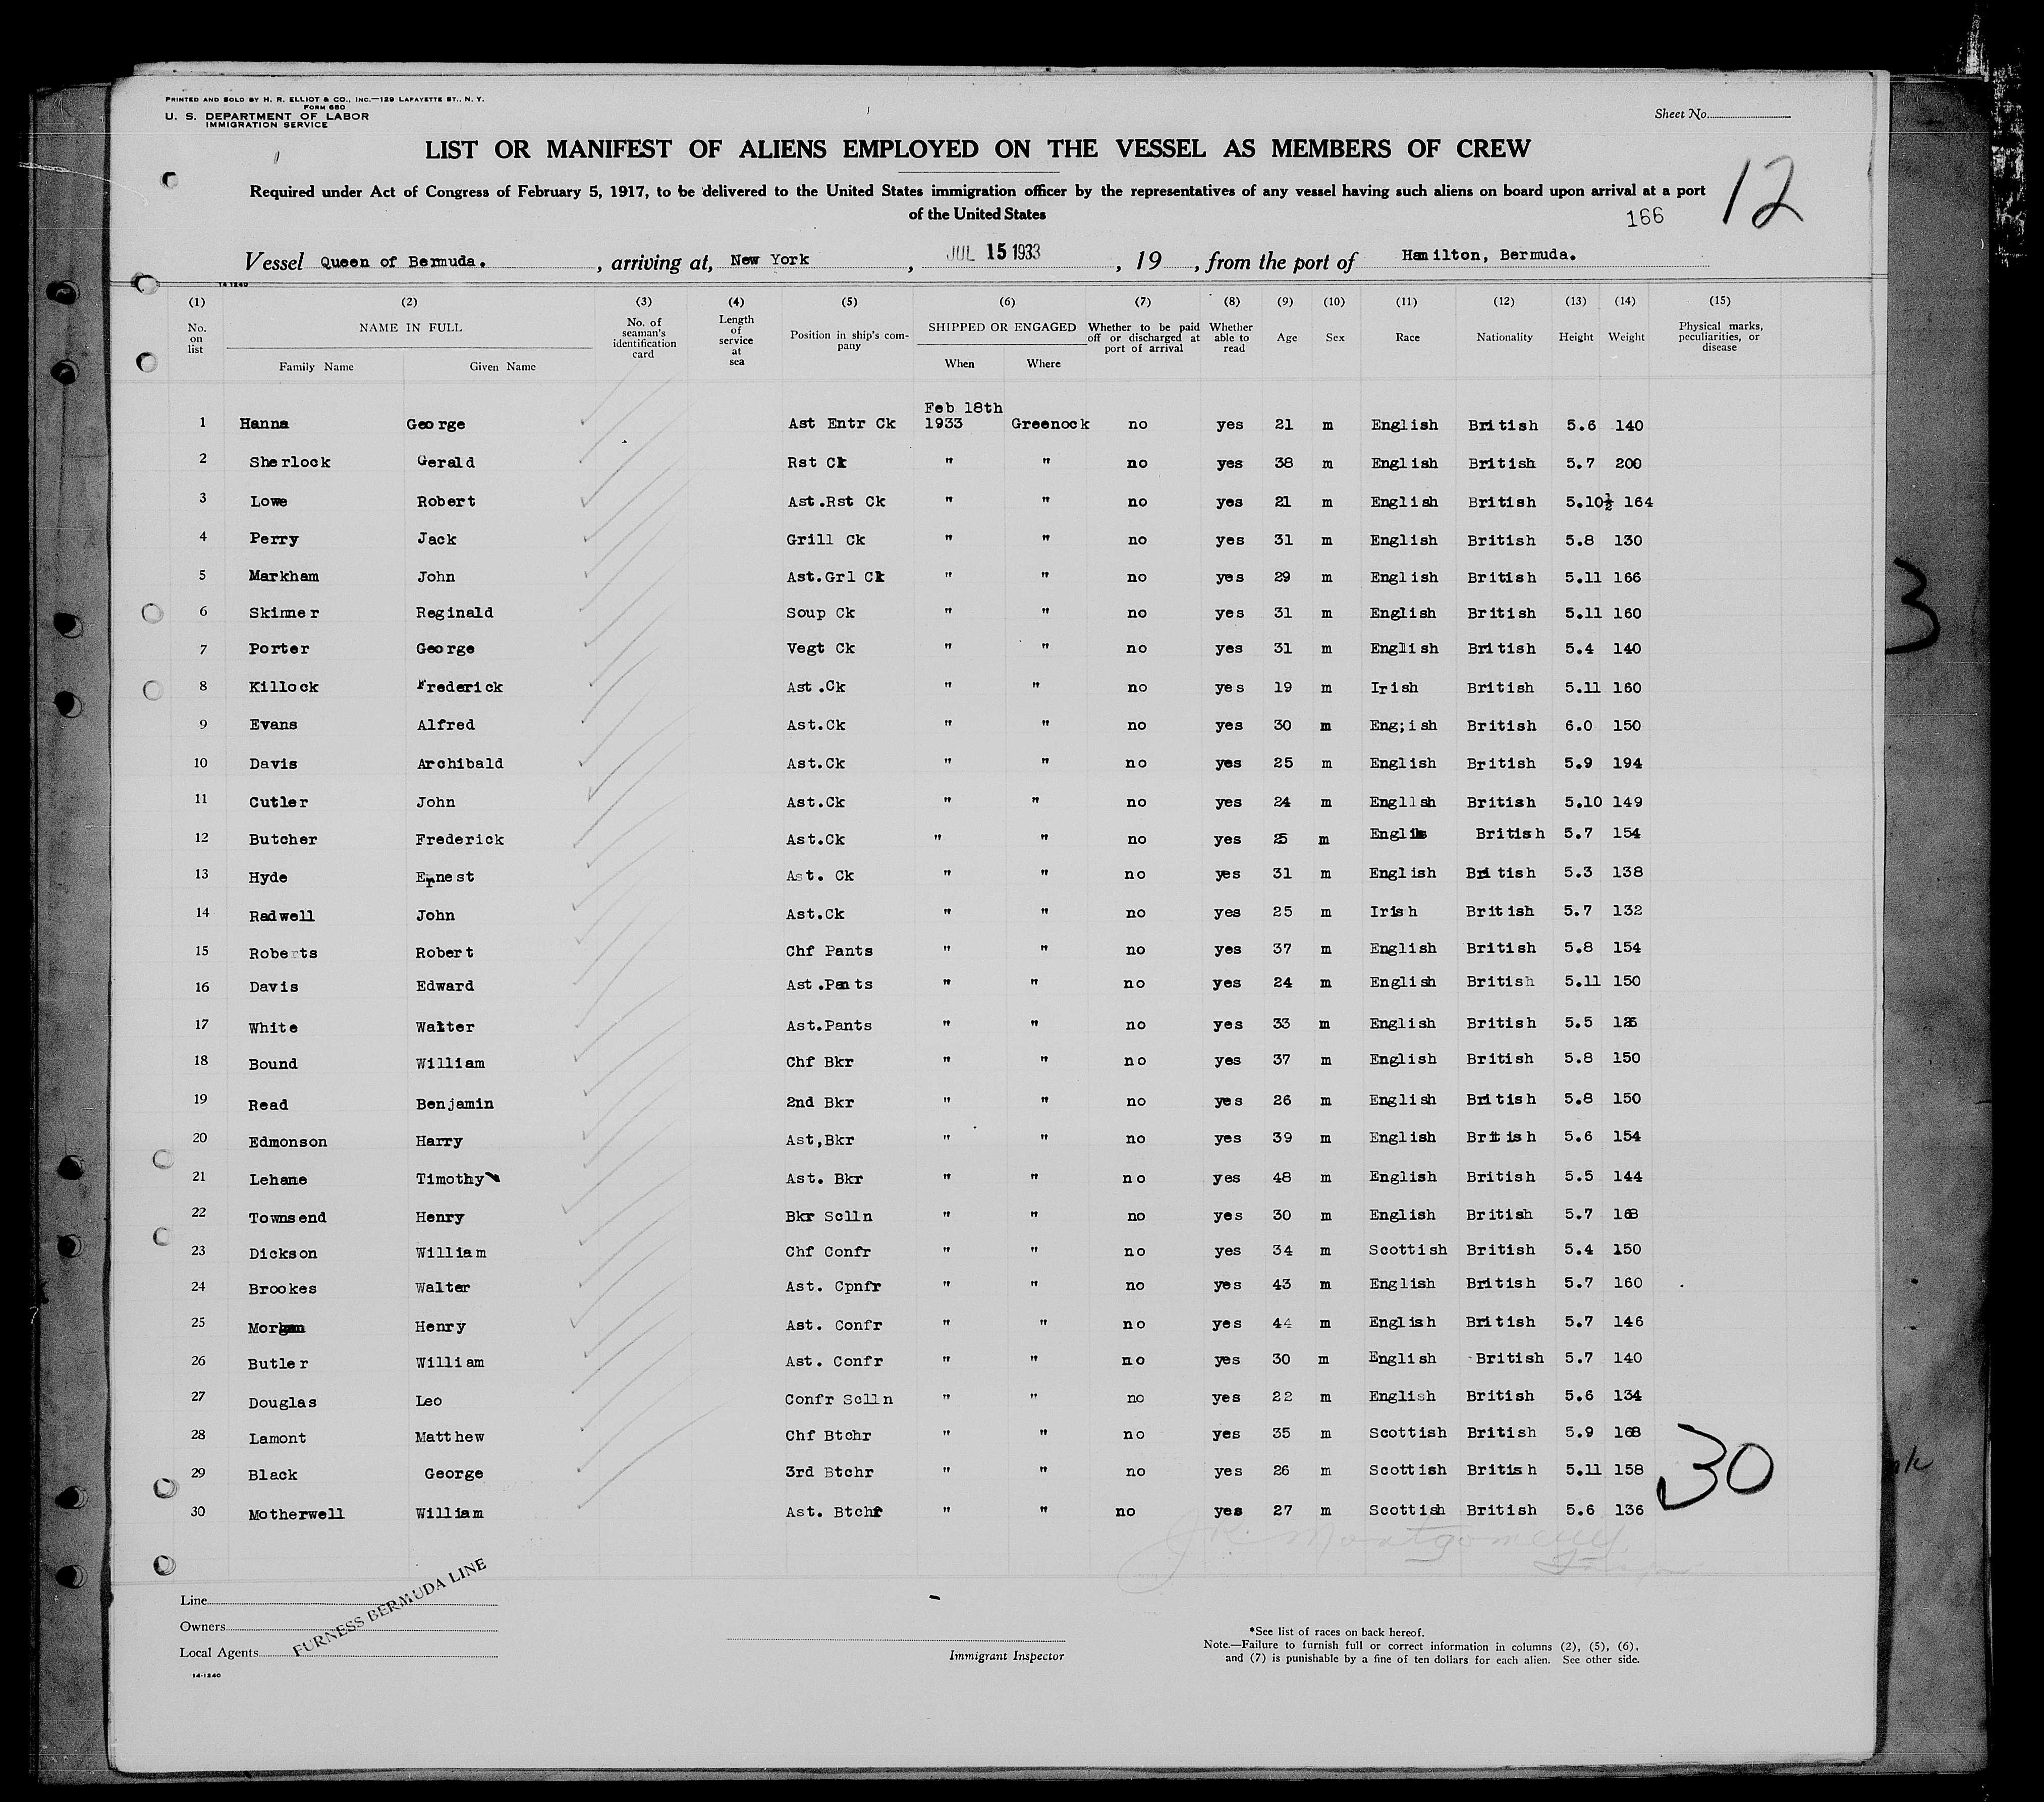 PRINTED AND SOLD BY H. R. ELLIOT & CO., INC.—129 LAFAYETTE ST., N. Y.
FORM 680
U. S. DEPARTMENT OF LABOR
IMMIGRATION SERVICE
Sheet No.
LIST OR MANIFEST OF ALIENS EMPLOYED ON THE VESSEL AS MEMBERS OF CREW
12
Required under Act of Congress of February 5, 1917, to be delivered to the United States immigration officer by the representatives of any vessel having such aliens on board upon arrival at a port
of the United States
166
Vessel Queen of Bermuda. , arriving at, New York , JUL 15 1933 , 19 , from the port of Hamilton, Bermuda.
14-1240
(1) (2) (3) (4) (5) (6) (7) (8) (9) (10) (11) (12) (13) (14) (15)
No. on list NAME IN FULL Family Name Given Name No. of seaman's identification card Length of service at sea Position in ship's company SHIPPED OR ENGAGED When Where Whether to be paid off or discharged at port of arrival Whether able to read Age Sex Race Nationality Height Weight Physical marks, peculiarities, or disease
Feb 18th
1 Hanna George Ast Entr Ck 1933 Greenock no yes 21 m English British 5.6 140
2 Sherlock Gerald Rst Ck " " no yes 38 m English British 5.7 200
3 Lowe Robert Ast.Rst Ck " " no yes 21 m English British 5.10½ 164
4 Perry Jack Grill Ck " " no yes 31 m English British 5.8 130
5 Markham John Ast.Grl Ck " " no yes 29 m English British 5.11 166
6 Skinner Reginald Soup Ck " " no yes 31 m English British 5.11 160
7 Porter George Vegt Ck " " no yes 31 m English British 5.4 140
8 Killock Frederick Ast.Ck " " no yes 19 m Irish British 5.11 160
9 Evans Alfred Ast.Ck " " no yes 30 m Eng;ish British 6.0 150
10 Davis Archibald Ast.Ck " " no yes 25 m English British 5.9 194
11 Cutler John Ast.Ck " " no yes 24 m English British 5.10 149
12 Butcher Frederick Ast.Ck " " no yes 25 m British 5.7 154
13 Hyde Ernest Ast. Ck " " no yes 31 m English British 5.3 138
14 Radwell John Ast.Ck " " no yes 25 m Irish British 5.7 132
15 Roberts Robert Chf Pants " " no yes 37 m English British 5.8 154
16 Davis Edward Ast.Pants " " no yes 24 m English British 5.11 150
17 White Walter Ast.Pants " " no yes 33 m English British 5.5
18 Bound William Chf Bkr " " no yes 37 m English British 5.8 150
19 Read Benjamin 2nd Bkr " " no yes 26 m English British 5.8 150
20 Edmonson Harry Ast,Bkr " " no yes 39 m English British 5.6 154
21 Lehane Timothy Ast. Bkr " " no yes 48 m English British 5.5 144
22 Townsend Henry Bkr Sclln " " no yes 30 m English British 5.7 168
23 Dickson William Chf Confr " " no yes 34 m Scottish British 5.4 150
24 Brookes Walter Ast. Cpnfr " " no yes 43 m English British 5.7 160
25 Morgan Henry Ast. Confr " " no yes 44 m English British 5.7 146
26 Butler William Ast. Confr " " no yes 30 m English British 5.7 140
27 Douglas Leo Confr Sclln " " no yes 22 m English British 5.6 134
28 Lamont Matthew Chf Btchr " " no yes 35 m Scottish British 5.9 168
29 Black George 3rd Btchr " " no yes 26 m Scottish British 5.11 158
30 Motherwell William Ast. Btchr " " no yes 27 m Scottish British 5.6 136
30
3
J.R. Montgomery
Line
Owners
Local Agents
FURNESS BERMUDA LINE
14-1240
Immigrant Inspector
*See list of races on back hereof.
Note.—Failure to furnish full or correct information in columns (2), (5), (6),
and (7) is punishable by a fine of ten dollars for each alien. See other side.